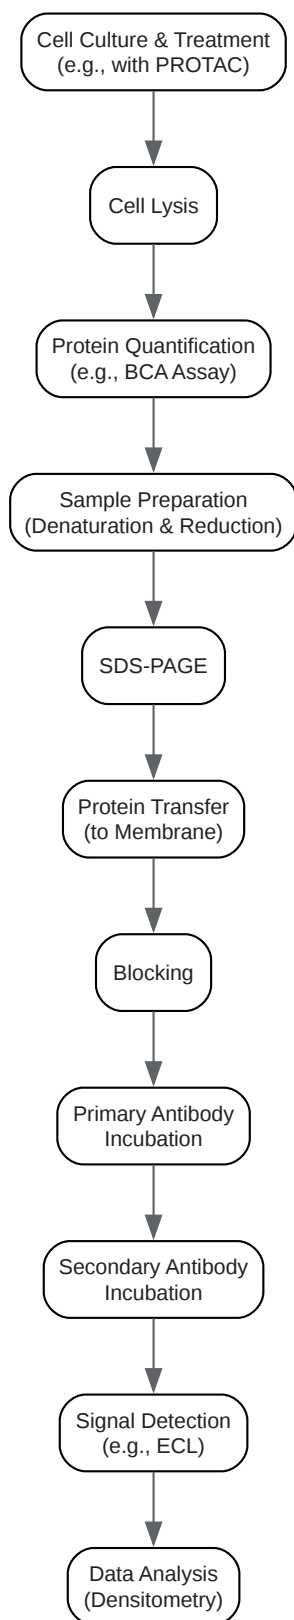 Cell Culture & Treatment
(e.g., with PROTAC)
Cell Lysis
Protein Quantification
(e.g., BCA Assay)
Sample Preparation
(Denaturation & Reduction)
SDS-PAGE
Protein Transfer
(to Membrane)
Blocking
Primary Antibody
Incubation
Secondary Antibody
Incubation
Signal Detection
(e.g., ECL)
Data Analysis
(Densitometry)